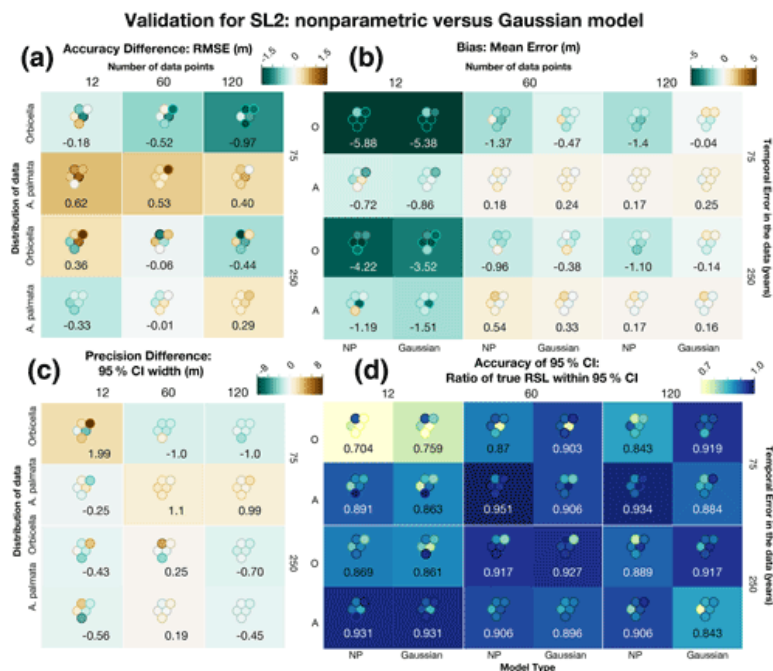 Validation for SL2: nonparametric versus Gaussian model
(a)
Accuracy Difference: RMSE (m)
-1.5
0
1.5
Number of data points
12 60 120
Distribution of data
Orbicella
-0.18 -0.52 -0.97
75
A. palmata
0.62 0.53 0.40
Orbicella
0.36 -0.06 -0.44
250
A. palmata
-0.33 -0.01 0.29
(b)
Bias: Mean Error (m)
-5
0
5
Number of data points
12 60 120
Temporal Error in the data (years)
O
-5.88 -5.38 -1.37 -0.47 -1.4 -0.04
75
A
-0.72 -0.86 0.18 0.24 0.17 0.25
O
-4.22 -3.52 -0.96 -0.38 -1.10 -0.14
250
A
-1.19 -1.51 0.54 0.33 0.17 0.16
NP Gaussian NP Gaussian NP Gaussian
(c)
Precision Difference:
95 % CI width (m)
-8
0
8
12 60 120
Distribution of data
Orbicella
1.99 -1.0 -1.0
75
A. palmata
-0.25 1.1 0.99
Orbicella
-0.43 0.25 -0.70
250
A. palmata
-0.56 0.19 -0.45
(d)
Accuracy of 95 % CI:
Ratio of true RSL within 95 % CI
0.7
1.0
12 60 120
Temporal Error in the data (years)
O
0.704 0.759 0.87 0.903 0.843 0.919
75
A
0.891 0.863 0.951 0.906 0.934 0.884
O
0.869 0.861 0.917 0.927 0.889 0.917
250
A
0.931 0.931 0.906 0.896 0.906 0.843
NP Gaussian NP Gaussian NP Gaussian
Model Type